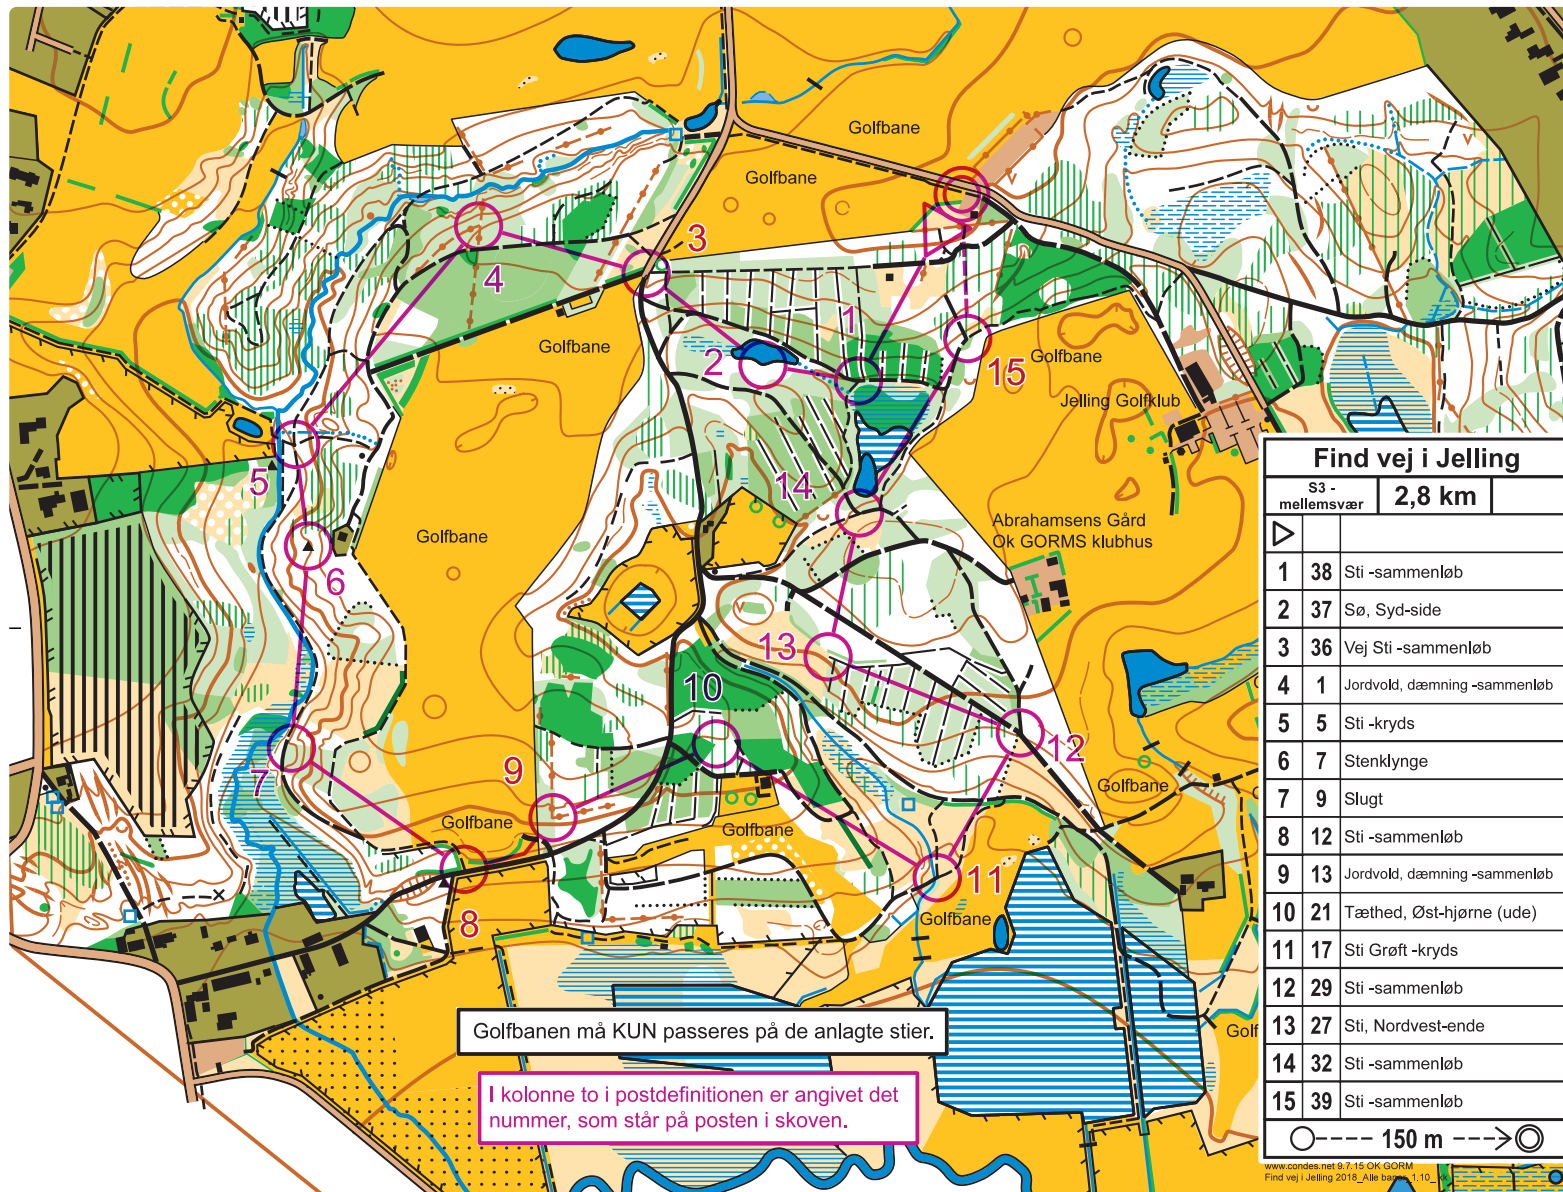 Golfbane
Golfbane
3
4
Golfbane
1
2
Golfbane
15
Jelling Golfklub
5
14
Golfbane
Abrahamsens Gård
Ok GORMS klubhus
6
13
10
12
7
9
Golfbane
Golfbane
Golfbane
11
8
Golfbane
Golf
Golfbanen må KUN passeres på de anlagte stier.
I kolonne to i postdefinitionen er angivet det
nummer, som står på posten i skoven.
Find vej i Jelling
S3 -
mellemsvær
2,8 km
1 38 Sti -sammenløb
2 37 Sø, Syd-side
3 36 Vej Sti -sammenløb
4 1 Jordvold, dæmning -sammenløb
5 5 Sti -kryds
6 7 Stenklynge
7 9 Slugt
8 12 Sti -sammenløb
9 13 Jordvold, dæmning -sammenløb
10 21 Tæthed, Øst-hjørne (ude)
11 17 Sti Grøft -kryds
12 29 Sti -sammenløb
13 27 Sti, Nordvest-ende
14 32 Sti -sammenløb
15 39 Sti -sammenløb
150 m
www.condes.net 9.7.15 OK GORM
Find vej i Jelling 2018_Alle